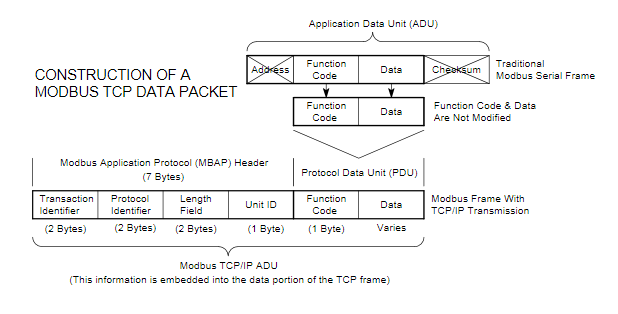 Application Data Unit (ADU)
CONSTRUCTION OF A
MODBUS TCP DATA PACKET
Address
Function
Code
Data
Checksum
Traditional
Modbus Serial Frame
Function
Code
Data
Function Code & Data
Are Not Modified
Modbus Application Protocol (MBAP) Header
(7 Bytes)
Protocol Data Unit (PDU)
Transaction
Identifier
Protocol
Identifier
Length
Field
Unit ID
Function
Code
Data
Modbus Frame With
TCP/IP Transmission
(2 Bytes)
(2 Bytes)
(2 Bytes)
(1 Byte)
(1 Byte)
Varies
Modbus TCP/IP ADU
(This information is embedded into the data portion of the TCP frame)